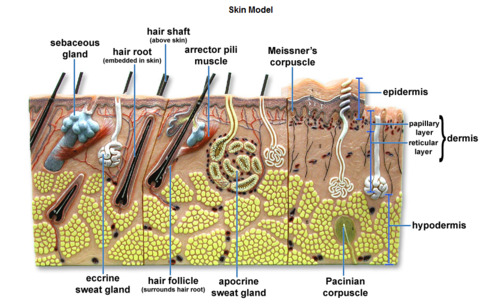 Skin Model
sebaceous
gland
hair root
(embedded in skin)
hair shaft
(above skin)
arrector pili
muscle
Meissner's
corpuscle
epidermis
papillary
layer
reticular
layer
dermis
hypodermis
eccrine
sweat gland
hair follicle
(surrounds hair root)
apocrine
sweat gland
Pacinian
corpuscle